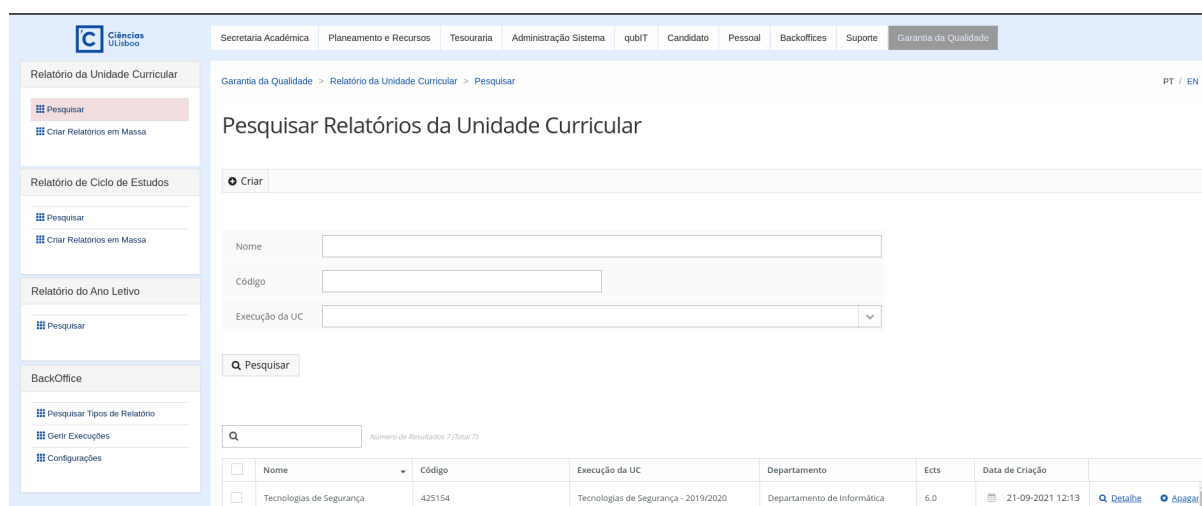 Ciências
ULisboa
Secretaria Académica Planeamento e Recursos Tesouraria Administração Sistema qubIT Candidato Pessoal Backoffices Suporte Garantia da Qualidade
Relatório da Unidade Curricular
Pesquisar
Criar Relatórios em Massa
Relatório de Ciclo de Estudos
Pesquisar
Criar Relatórios em Massa
Relatório do Ano Letivo
Pesquisar
BackOffice
Pesquisar Tipos de Relatório
Gerir Execuções
Configurações
Garantia da Qualidade > Relatório da Unidade Curricular > Pesquisar
PT / EN
Pesquisar Relatórios da Unidade Curricular
Criar
Nome
Código
Execução da UC
Pesquisar
Número de Resultados 7 (Total 7)
Nome Código Execução da UC Departamento Ects Data de Criação
Tecnologias de Segurança 425154 Tecnologias de Segurança - 2019/2020 Departamento de Informática 6.0 21-09-2021 12:13 Detalhe Apagar